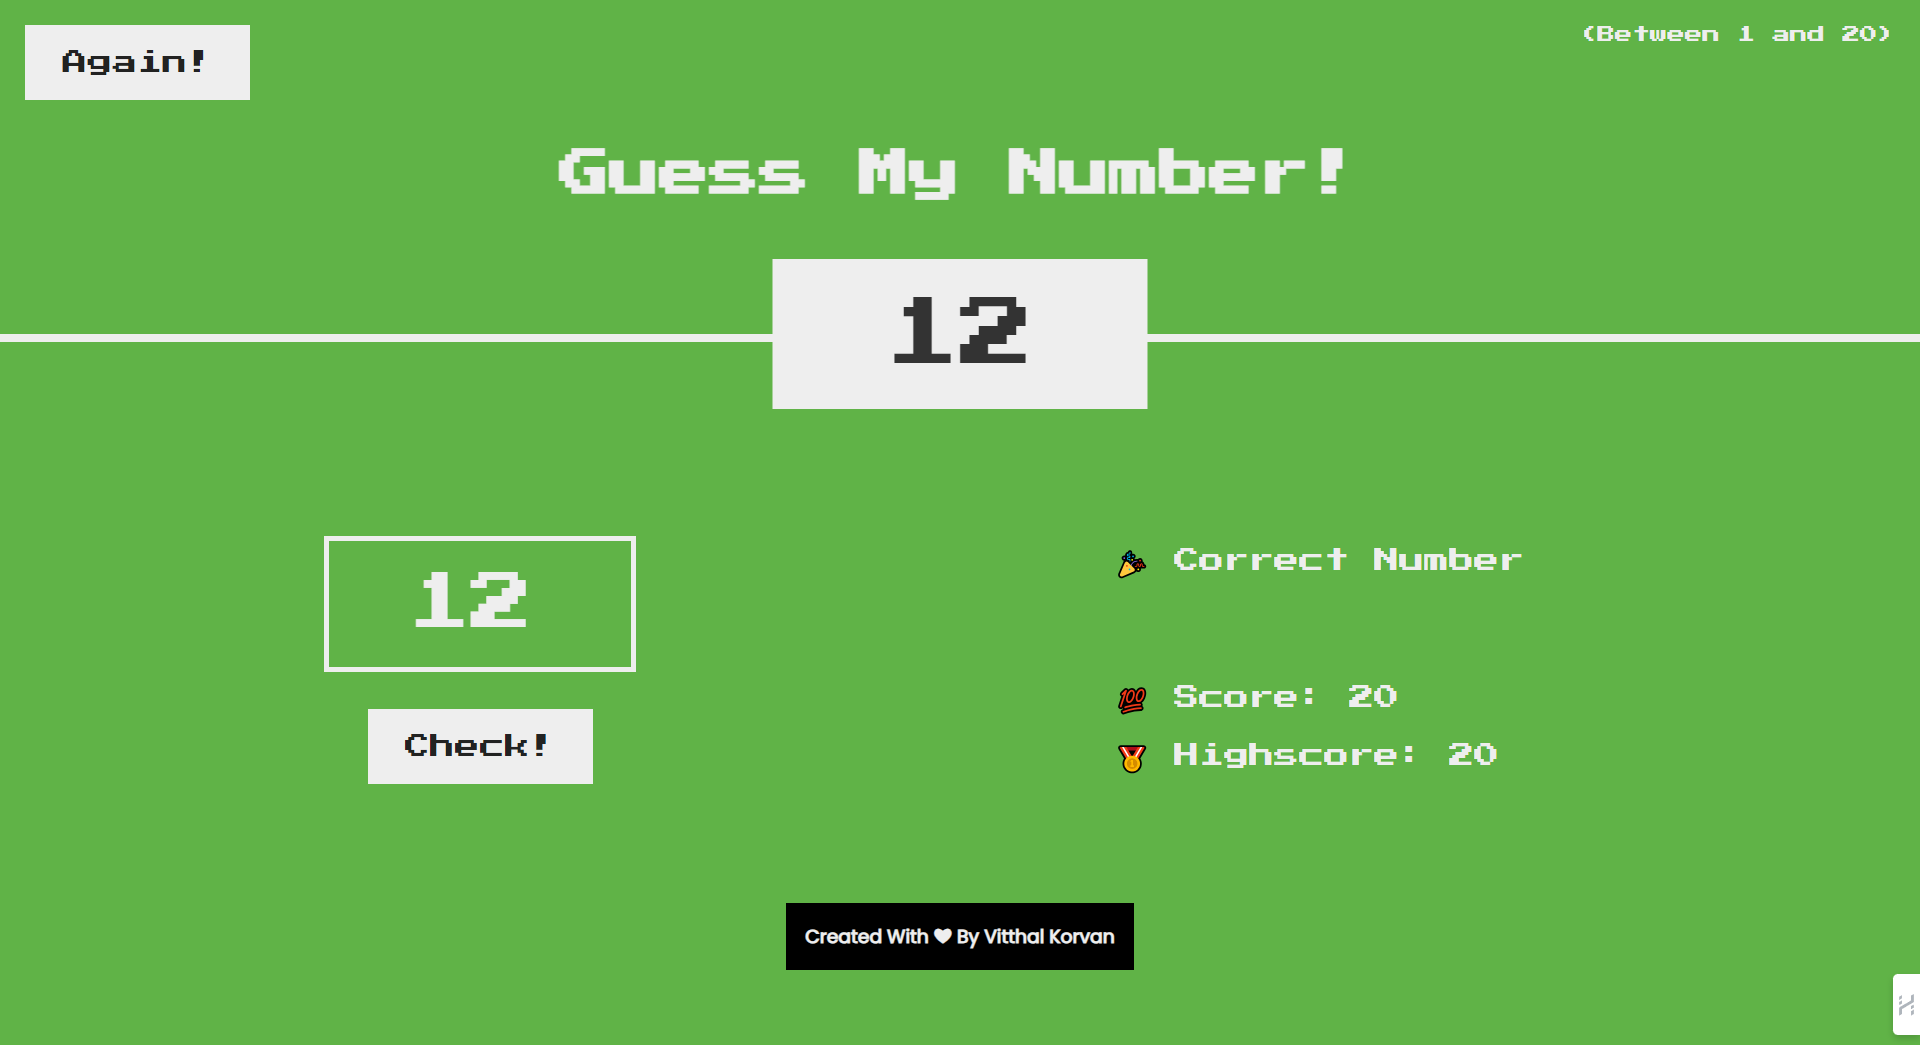 Again!
(Between 1 and 20)
Guess My Number!
12
12
Check!
🎉 Correct Number
💯 Score: 20
🥇 Highscore: 20
Created With ♥ By Vitthal Korvan